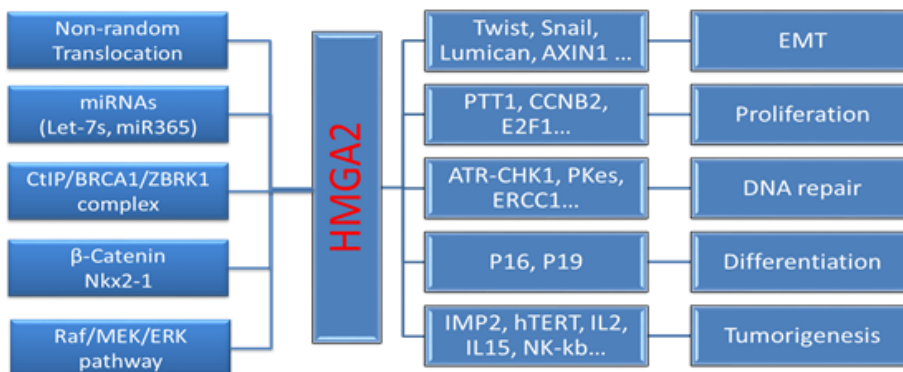 Non-random
Translocation
miRNAs
(Let-7s, miR365)
CtIP/BRCA1/ZBRK1
complex
β-Catenin
Nkx2-1
Raf/MEK/ERK
pathway
HMGA2
Twist, Snail,
Lumican, AXIN1 ...
PTT1, CCNB2,
E2F1...
ATR-CHK1, PKes,
ERCC1...
P16, P19
IMP2, hTERT, IL2,
IL15, NK-kb...
EMT
Proliferation
DNA repair
Differentiation
Tumorigenesis